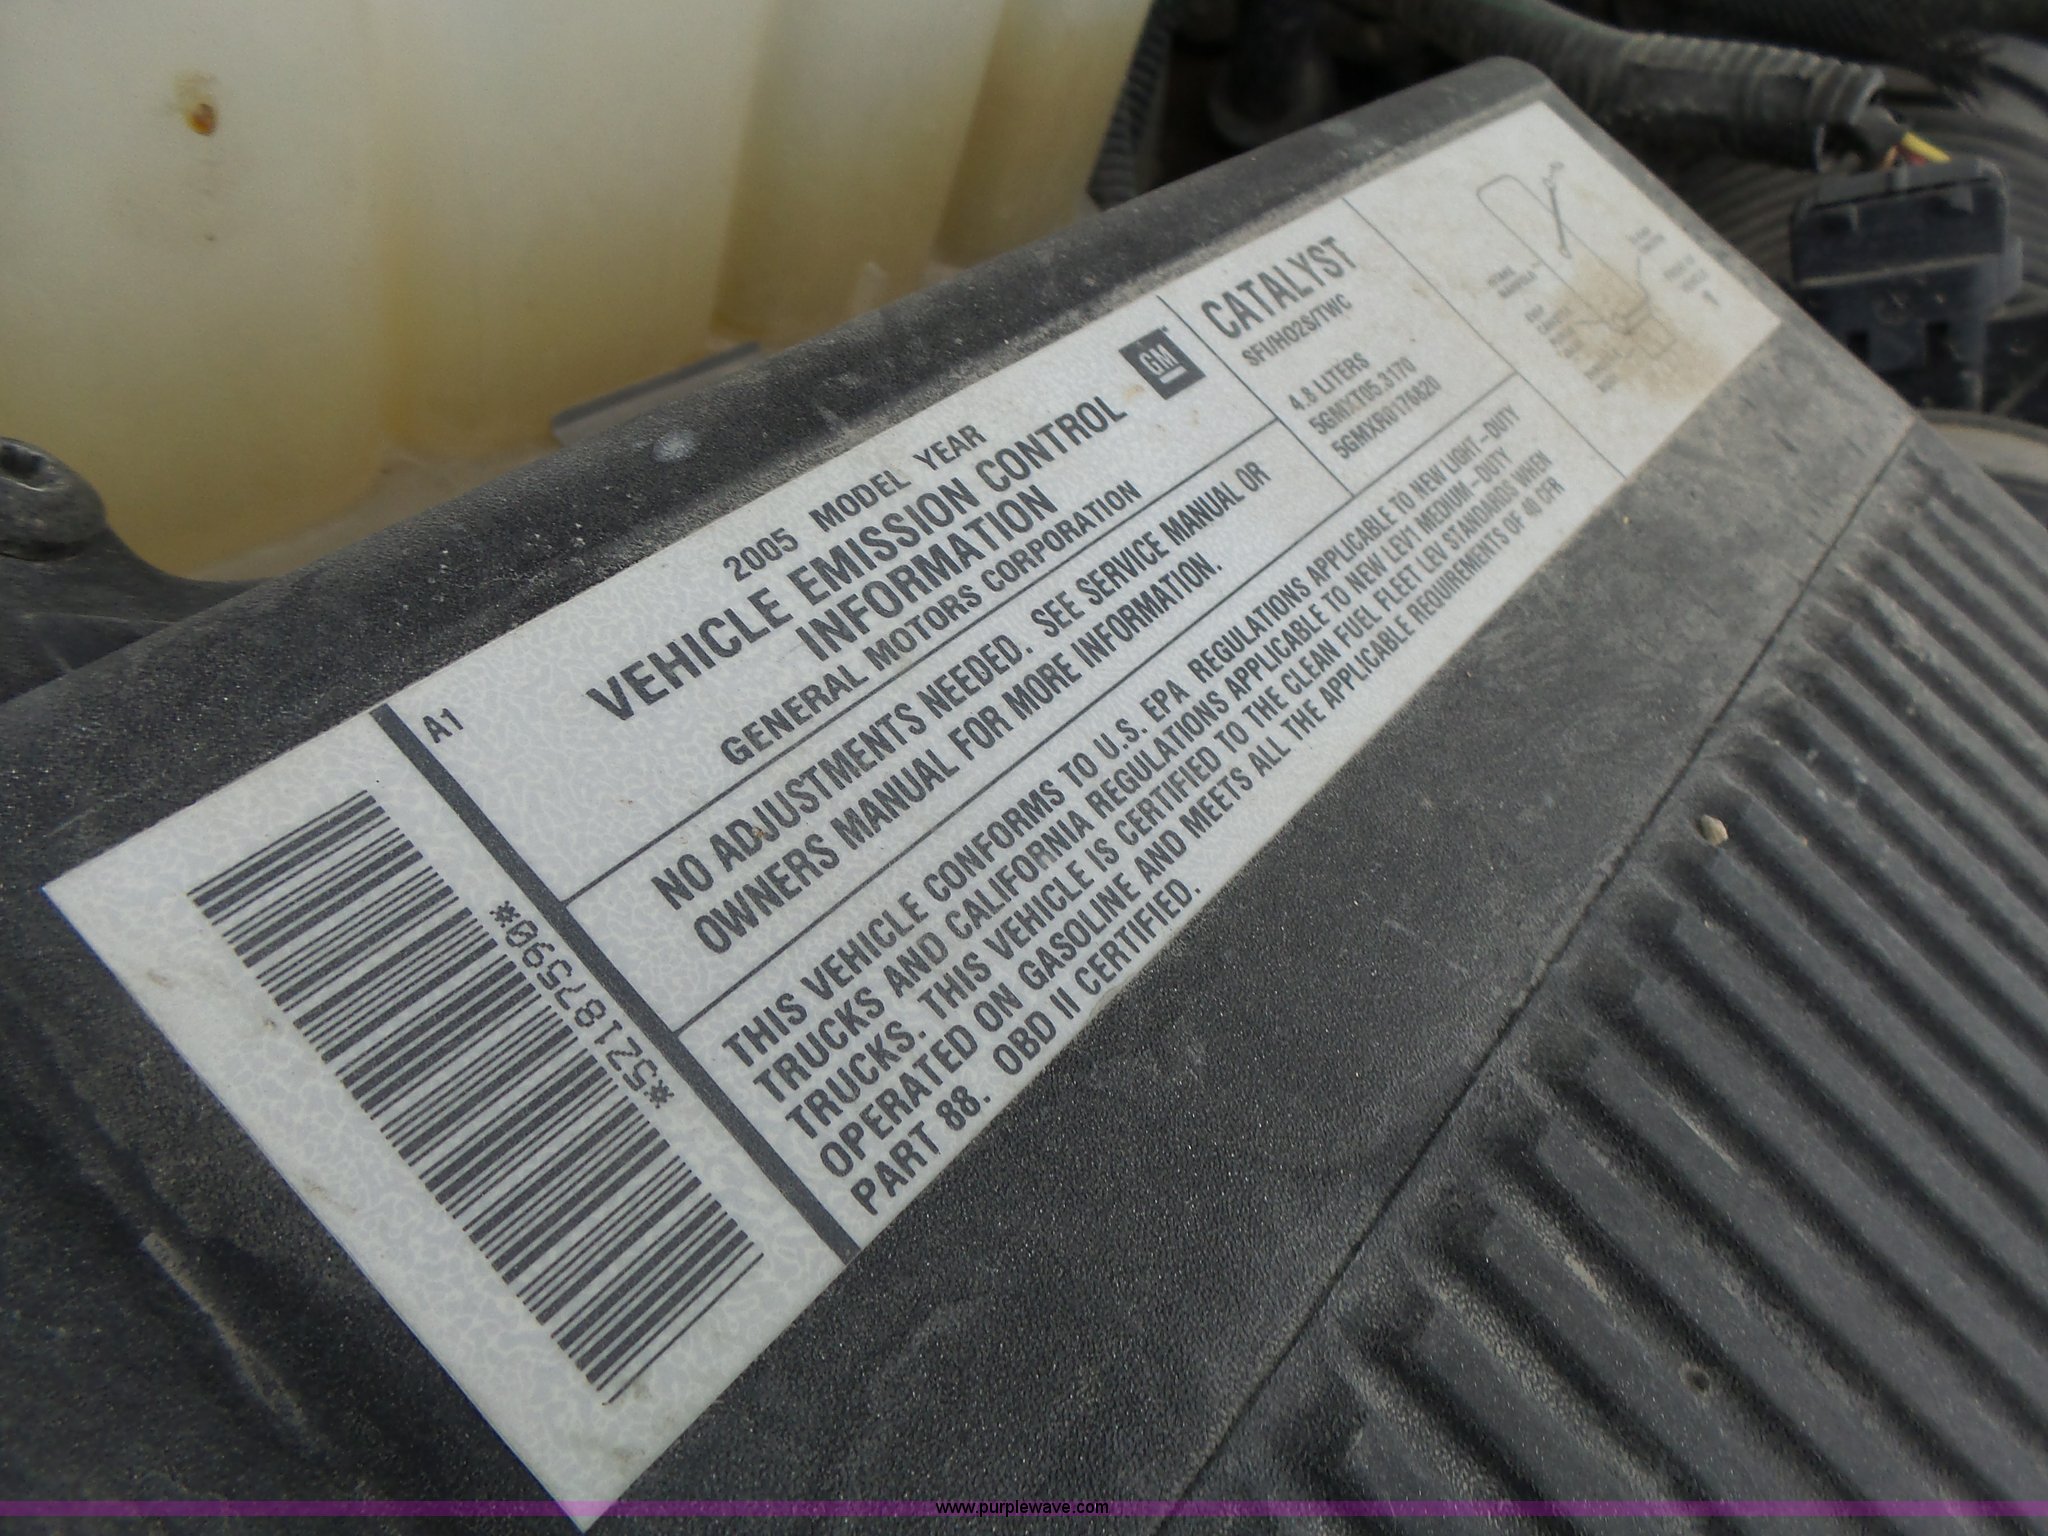 2005 MODEL YEAR
VEHICLE EMISSION CONTROL
INFORMATION
GENERAL MOTORS CORPORATION
GM
NO ADJUSTMENTS NEEDED. SEE SERVICE MANUAL OR
OWNERS MANUAL FOR MORE INFORMATION.
THIS VEHICLE CONFORMS TO U.S. EPA REGULATIONS APPLICABLE TO NEW LIGHT-DUTY
TRUCKS AND CALIFORNIA REGULATIONS APPLICABLE TO NEW LEV1 MEDIUM-DUTY
TRUCKS. THIS VEHICLE IS CERTIFIED TO THE CLEAN FUEL FLEET LEV STANDARDS WHEN
OPERATED ON GASOLINE AND MEETS ALL THE APPLICABLE REQUIREMENTS OF 40 CFR
PART 88. OBD II CERTIFIED.
CATALYST
SFI/HO2S/TWC
4.8 LITERS
5GMXT05.3170
5GMXR0176820
A1
*52187590*
www.purplewave.com